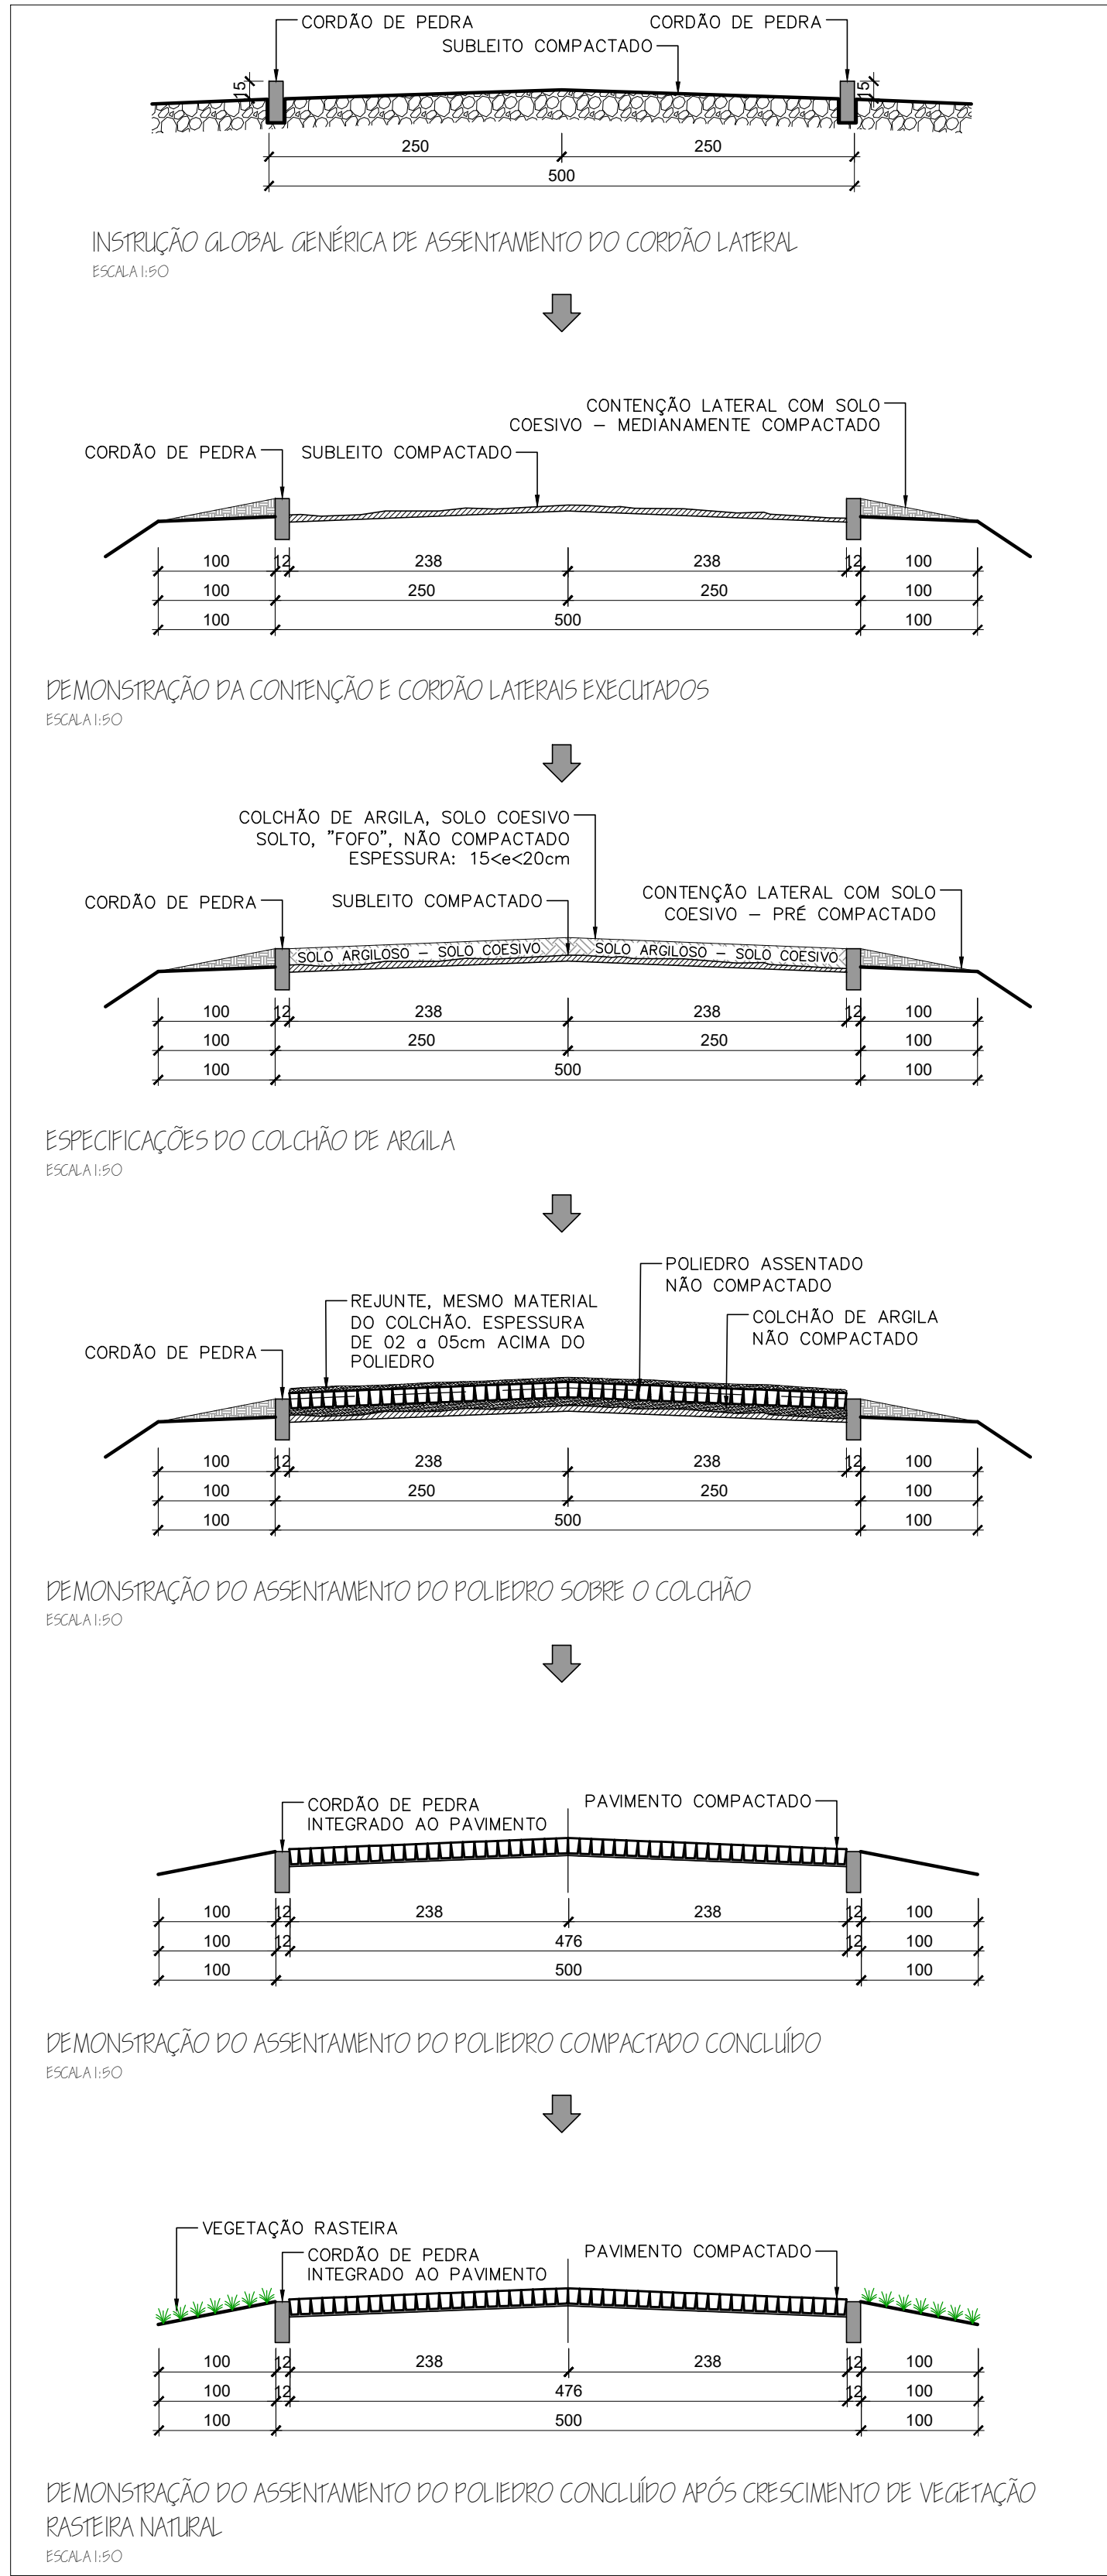 CORDÃO DE PEDRA
CORDÃO DE PEDRA
SUBLEITO COMPACTADO
15
15
250
250
500
INSTRUÇÃO GLOBAL GENÉRICA DE ASSENTAMENTO DO CORDÃO LATERAL
ESCALA 1:50
CONTENÇÃO LATERAL COM SOLO
COESIVO – MEDIANAMENTE COMPACTADO
CORDÃO DE PEDRA
SUBLEITO COMPACTADO
100
12
238
238
12
100
100
250
250
100
100
500
100
DEMONSTRAÇÃO DA CONTENÇÃO E CORDÃO LATERAIS EXECUTADOS
ESCALA 1:50
COLCHÃO DE ARGILA, SOLO COESIVO
SOLTO, "FOFO", NÃO COMPACTADO
ESPESSURA: 15<e<20cm
CORDÃO DE PEDRA
SUBLEITO COMPACTADO
CONTENÇÃO LATERAL COM SOLO
COESIVO – PRÉ COMPACTADO
SOLO ARGILOSO – SOLO COESIVO
SOLO ARGILOSO – SOLO COESIVO
100
12
238
238
12
100
100
250
250
100
100
500
100
ESPECIFICAÇÕES DO COLCHÃO DE ARGILA
ESCALA 1:50
POLIEDRO ASSENTADO
NÃO COMPACTADO
REJUNTE, MESMO MATERIAL
DO COLCHÃO. ESPESSURA
DE 02 a 05cm ACIMA DO
POLIEDRO
COLCHÃO DE ARGILA
NÃO COMPACTADO
CORDÃO DE PEDRA
100
12
238
238
12
100
100
250
250
100
100
500
100
DEMONSTRAÇÃO DO ASSENTAMENTO DO POLIEDRO SOBRE O COLCHÃO
ESCALA 1:50
CORDÃO DE PEDRA
INTEGRADO AO PAVIMENTO
PAVIMENTO COMPACTADO
100
12
238
238
12
100
100
12
476
12
100
100
500
100
DEMONSTRAÇÃO DO ASSENTAMENTO DO POLIEDRO COMPACTADO CONCLUÍDO
ESCALA 1:50
VEGETAÇÃO RASTEIRA
CORDÃO DE PEDRA
INTEGRADO AO PAVIMENTO
PAVIMENTO COMPACTADO
100
12
238
238
12
100
100
12
476
12
100
100
500
100
DEMONSTRAÇÃO DO ASSENTAMENTO DO POLIEDRO CONCLUÍDO APÓS CRESCIMENTO DE VEGETAÇÃO
RASTEIRA NATURAL
ESCALA 1:50